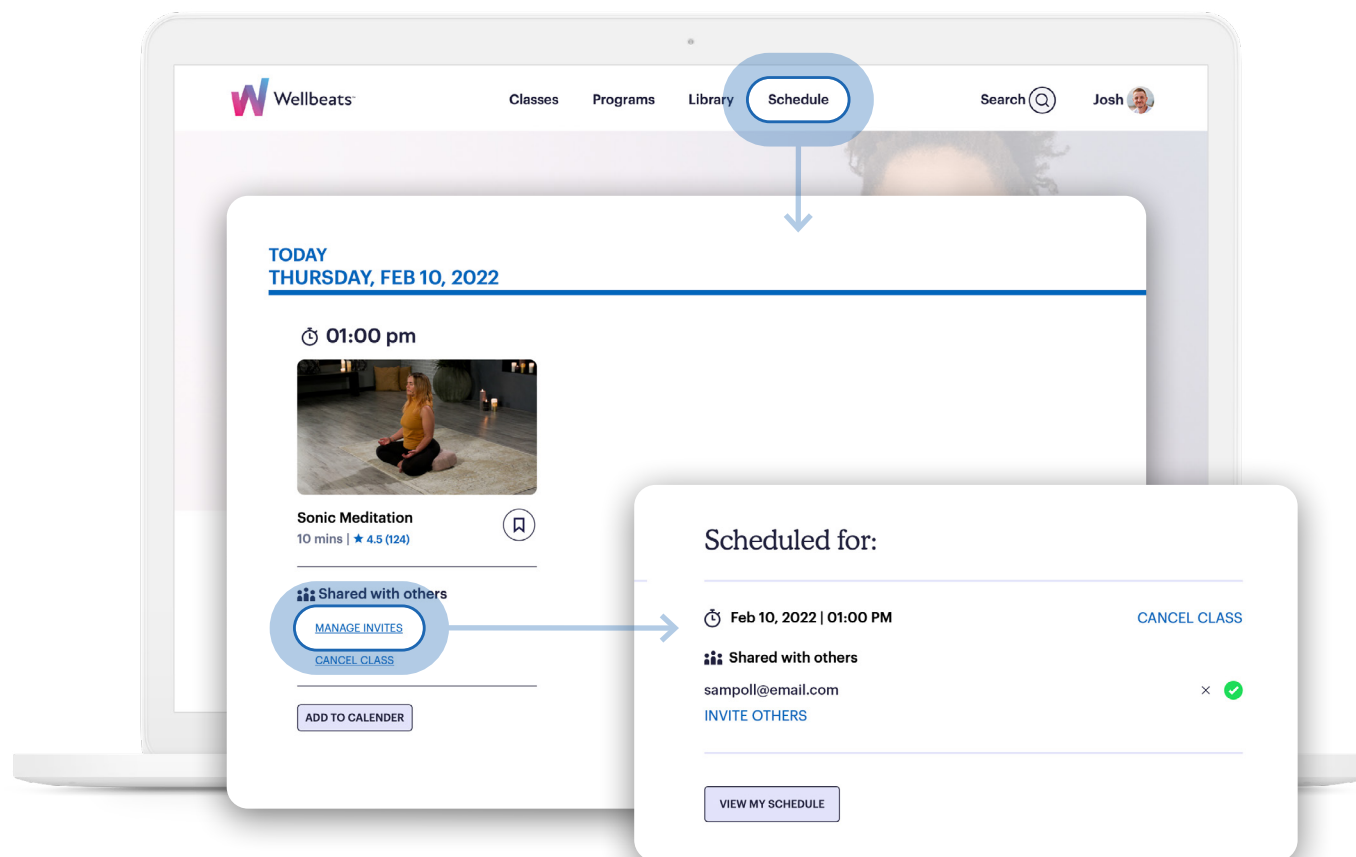 Wellbeats™
Classes Programs Library Schedule Search Josh
TODAY
THURSDAY, FEB 10, 2022
01:00 pm
Sonic Meditation
10 mins | ★ 4.5 (124)
Shared with others
MANAGE INVITES
CANCEL CLASS
ADD TO CALENDER
Scheduled for:
Feb 10, 2022 | 01:00 PM CANCEL CLASS
Shared with others
sampoll@email.com
INVITE OTHERS
VIEW MY SCHEDULE